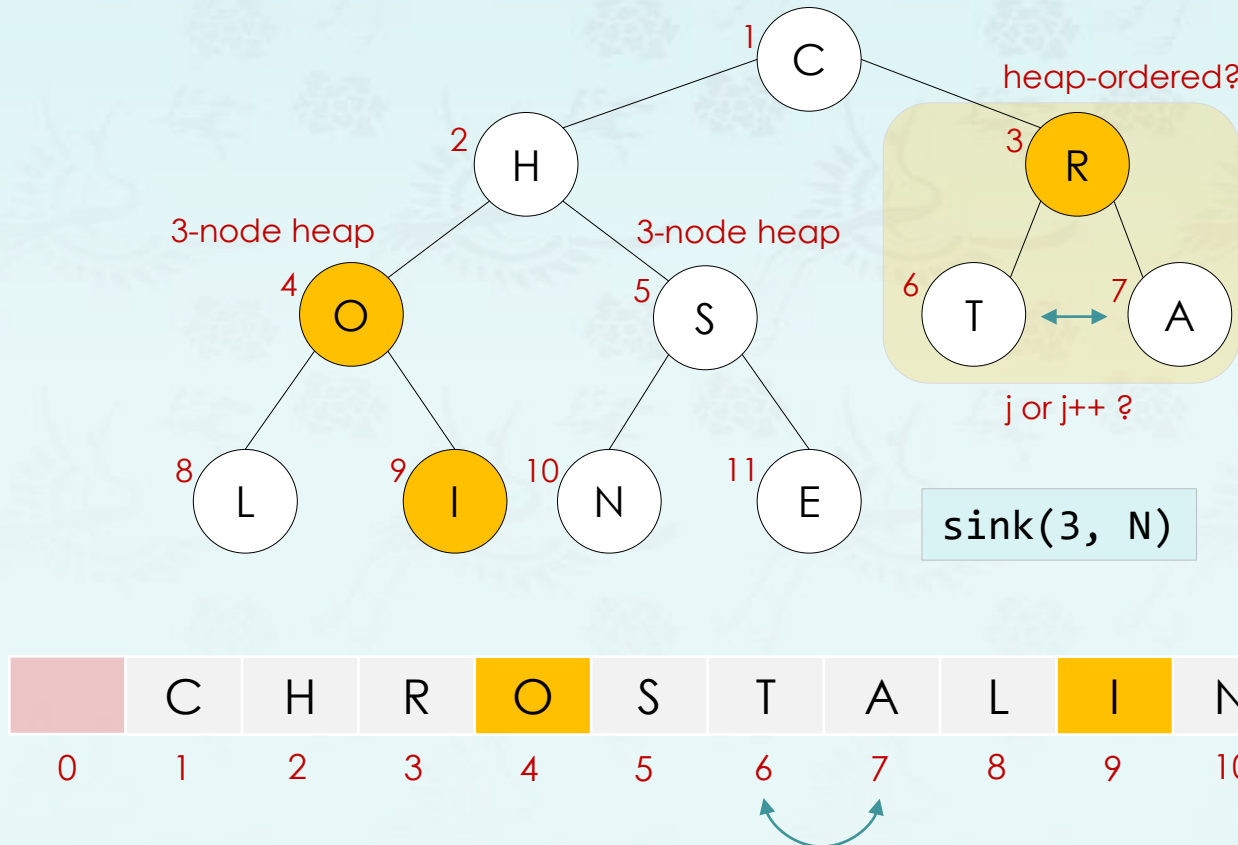 1
C
heap-ordered?
2
H
3
R
3-node heap
3-node heap
4
O
5
S
6
T
7
A
j or j++ ?
8
L
9
I
10
N
11
E
sink(3, N)
C H R O S T A L I N
0 1 2 3 4 5 6 7 8 9 10